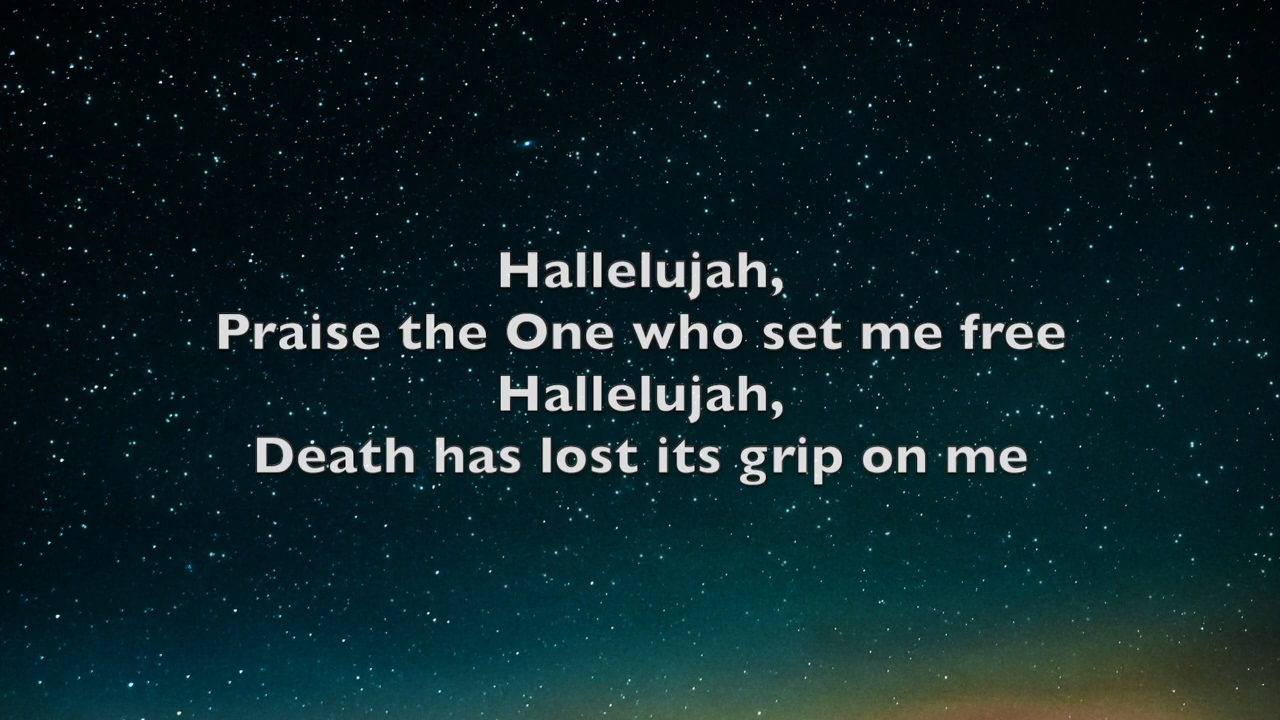 Hallelujah,
Praise the One who set me free
Hallelujah,
Death has lost its grip on me